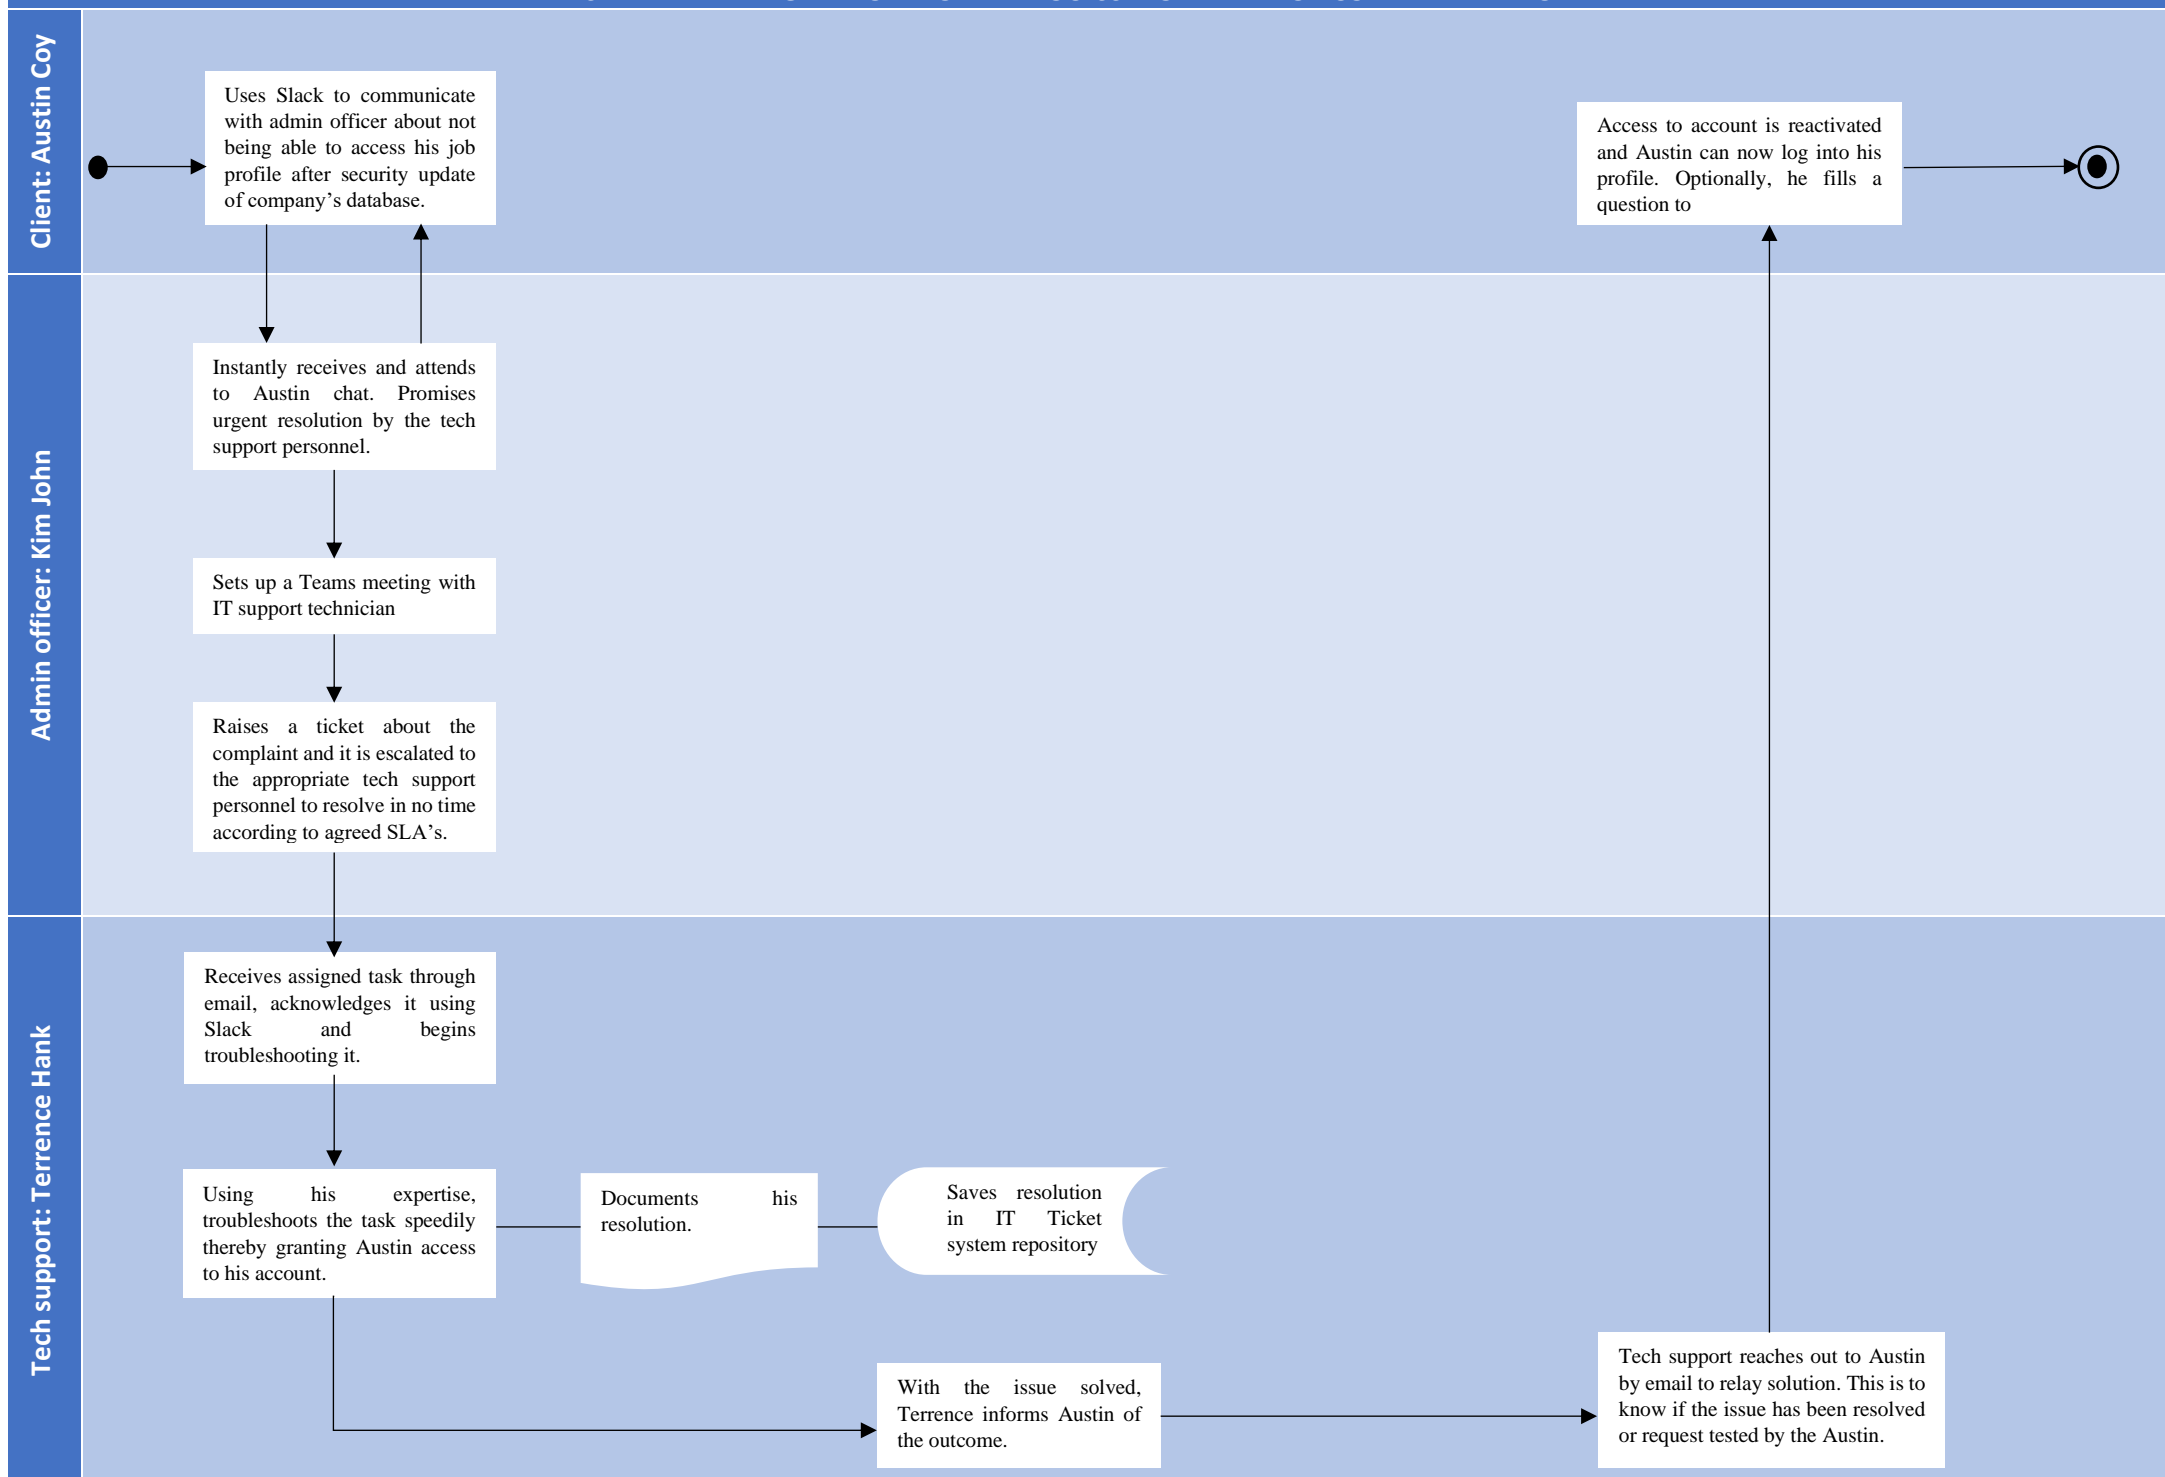 Client: Austin Coy
Uses Slack to communicate
with admin officer about not
being able to access his job
profile after security update
of company's database.
Access to account is reactivated
and Austin can now log into his
profile. Optionally, he fills a
question to
Admin officer: Kim John
Instantly receives and attends
to Austin chat. Promises
urgent resolution by the tech
support personnel.
Sets up a Teams meeting with
IT support technician
Raises a ticket about the
complaint and it is escalated to
the appropriate tech support
personnel to resolve in no time
according to agreed SLA's.
Tech support: Terrence Hank
Receives assigned task through
email, acknowledges it using
Slack and begins
troubleshooting it.
Using his expertise,
troubleshoots the task speedily
thereby granting Austin access
to his account.
Documents his
resolution.
Saves resolution
in IT Ticket
system repository
With the issue solved,
Terrence informs Austin of
the outcome.
Tech support reaches out to Austin
by email to relay solution. This is to
know if the issue has been resolved
or request tested by the Austin.